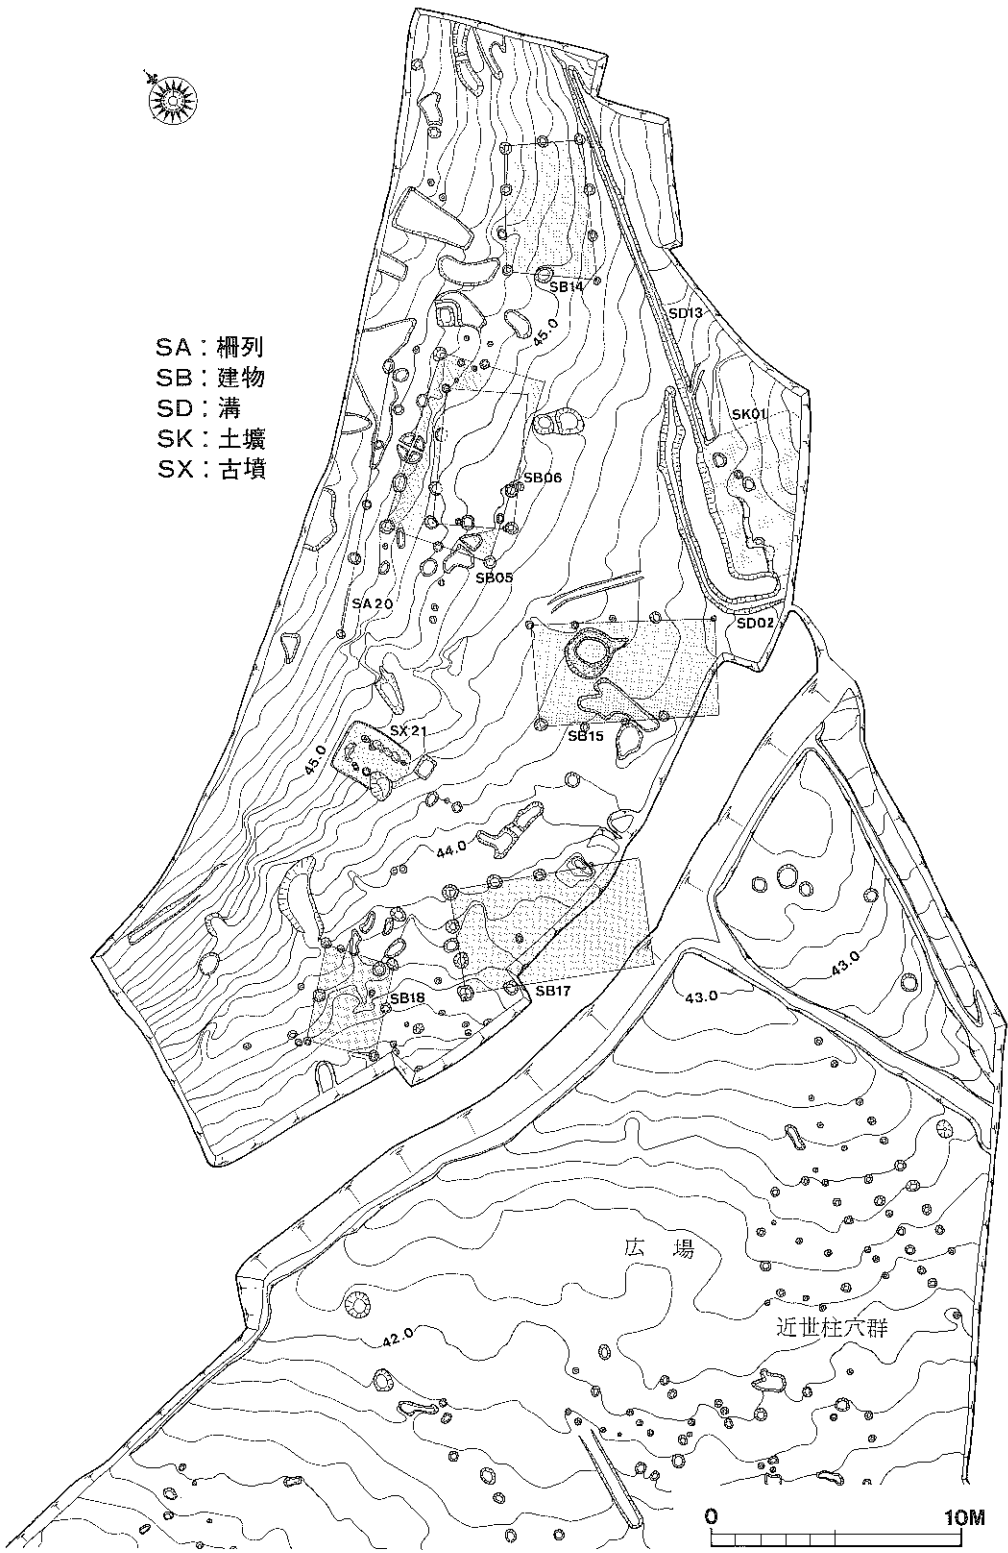 SA：柵列
SB：建物
SD：溝
SK：土壙
SX：古墳
SB14
45.0
SD13
SK01
SB06
SB05
SA20
SD02
SB15
SX21
45.0
44.0
SB17
SB18
43.0
43.0
広場
近世柱穴群
42.0
0 10M